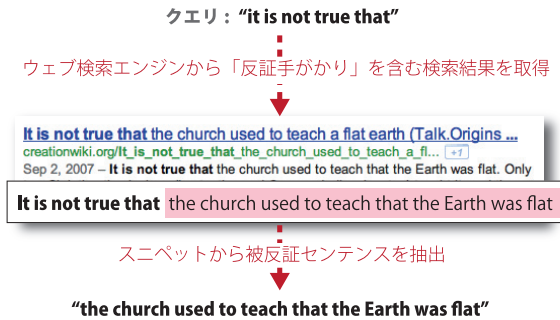 クエリ : “it is not true that”
ウェブ検索エンジンから「反証手がかり」を含む検索結果を取得
It is not true that the church used to teach a flat earth (Talk.Origins ...
creationwiki.org/It_is_not_true_that_the_church_used_to_teach_a_fl... +1
Sep 2, 2007 – It is not true that the church used to teach that the Earth was flat. Only
It is not true that the church used to teach that the Earth was flat
スニペットから被反証センテンスを抽出
“the church used to teach that the Earth was flat”